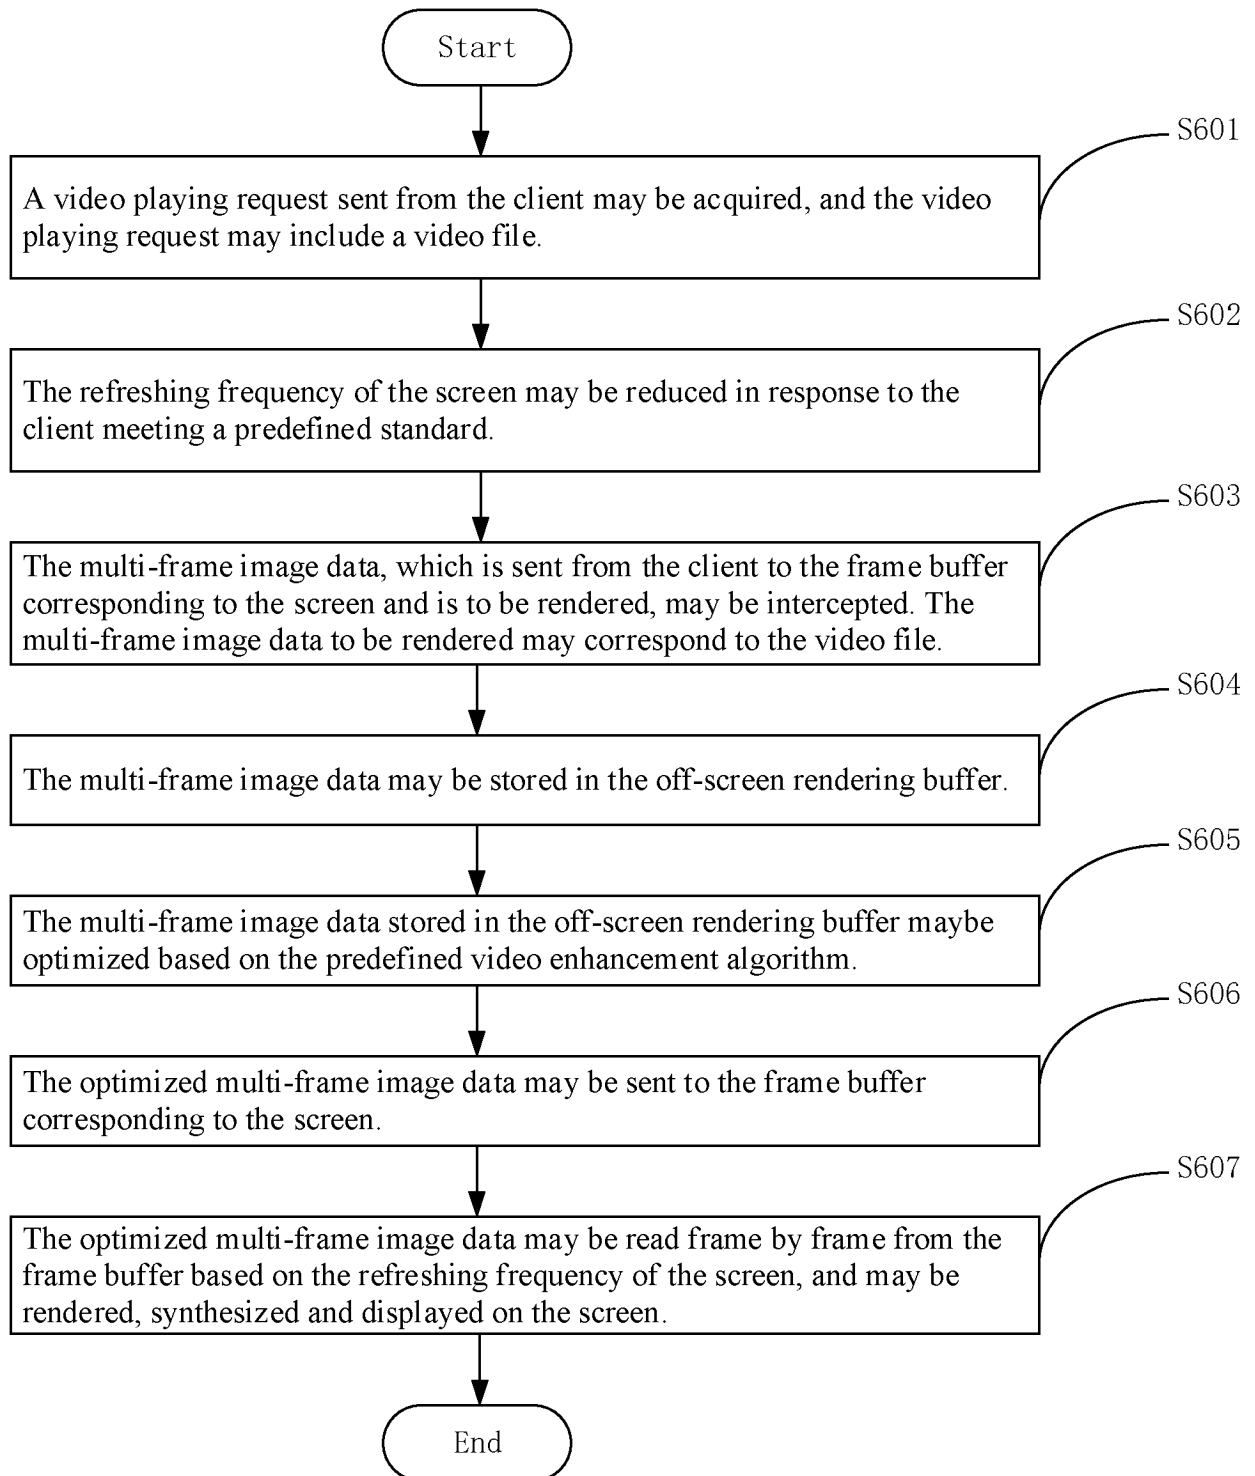 Start
S601
A video playing request sent from the client may be acquired, and the video
playing request may include a video file.
S602
The refreshing frequency of the screen may be reduced in response to the
client meeting a predefined standard.
S603
The multi-frame image data, which is sent from the client to the frame buffer
corresponding to the screen and is to be rendered, may be intercepted. The
multi-frame image data to be rendered may correspond to the video file.
S604
The multi-frame image data may be stored in the off-screen rendering buffer.
S605
The multi-frame image data stored in the off-screen rendering buffer maybe
optimized based on the predefined video enhancement algorithm.
S606
The optimized multi-frame image data may be sent to the frame buffer
corresponding to the screen.
S607
The optimized multi-frame image data may be read frame by frame from the
frame buffer based on the refreshing frequency of the screen, and may be
rendered, synthesized and displayed on the screen.
End